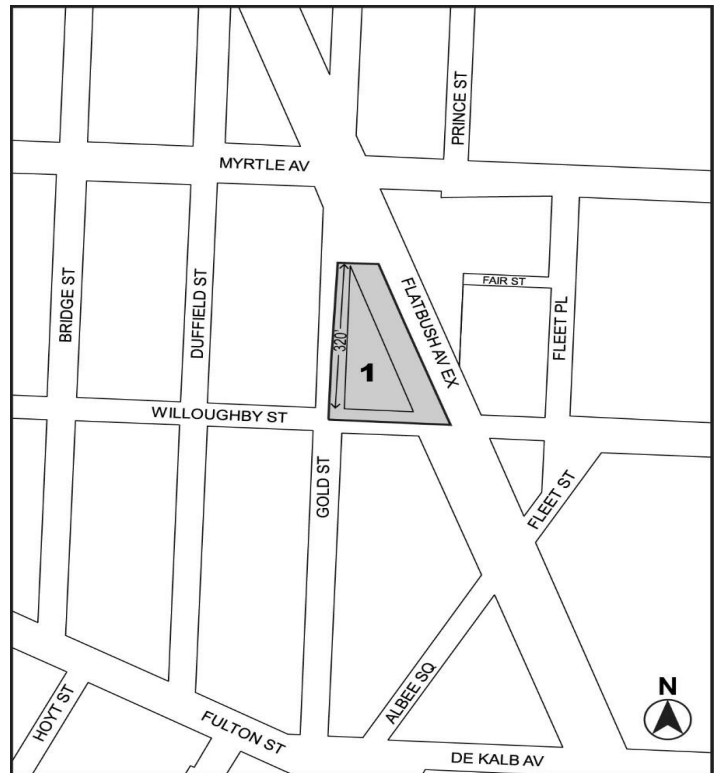 PRINCE ST
MYRTLE AV
BRIDGE ST
DUFFIELD ST
FLATBUSH AV EX
FAIR ST
FLEET PL
320'
1
WILLOUGHBY ST
GOLD ST
FLEET ST
ALBEE SQ
HOYT ST
FULTON ST
N
DE KALB AV